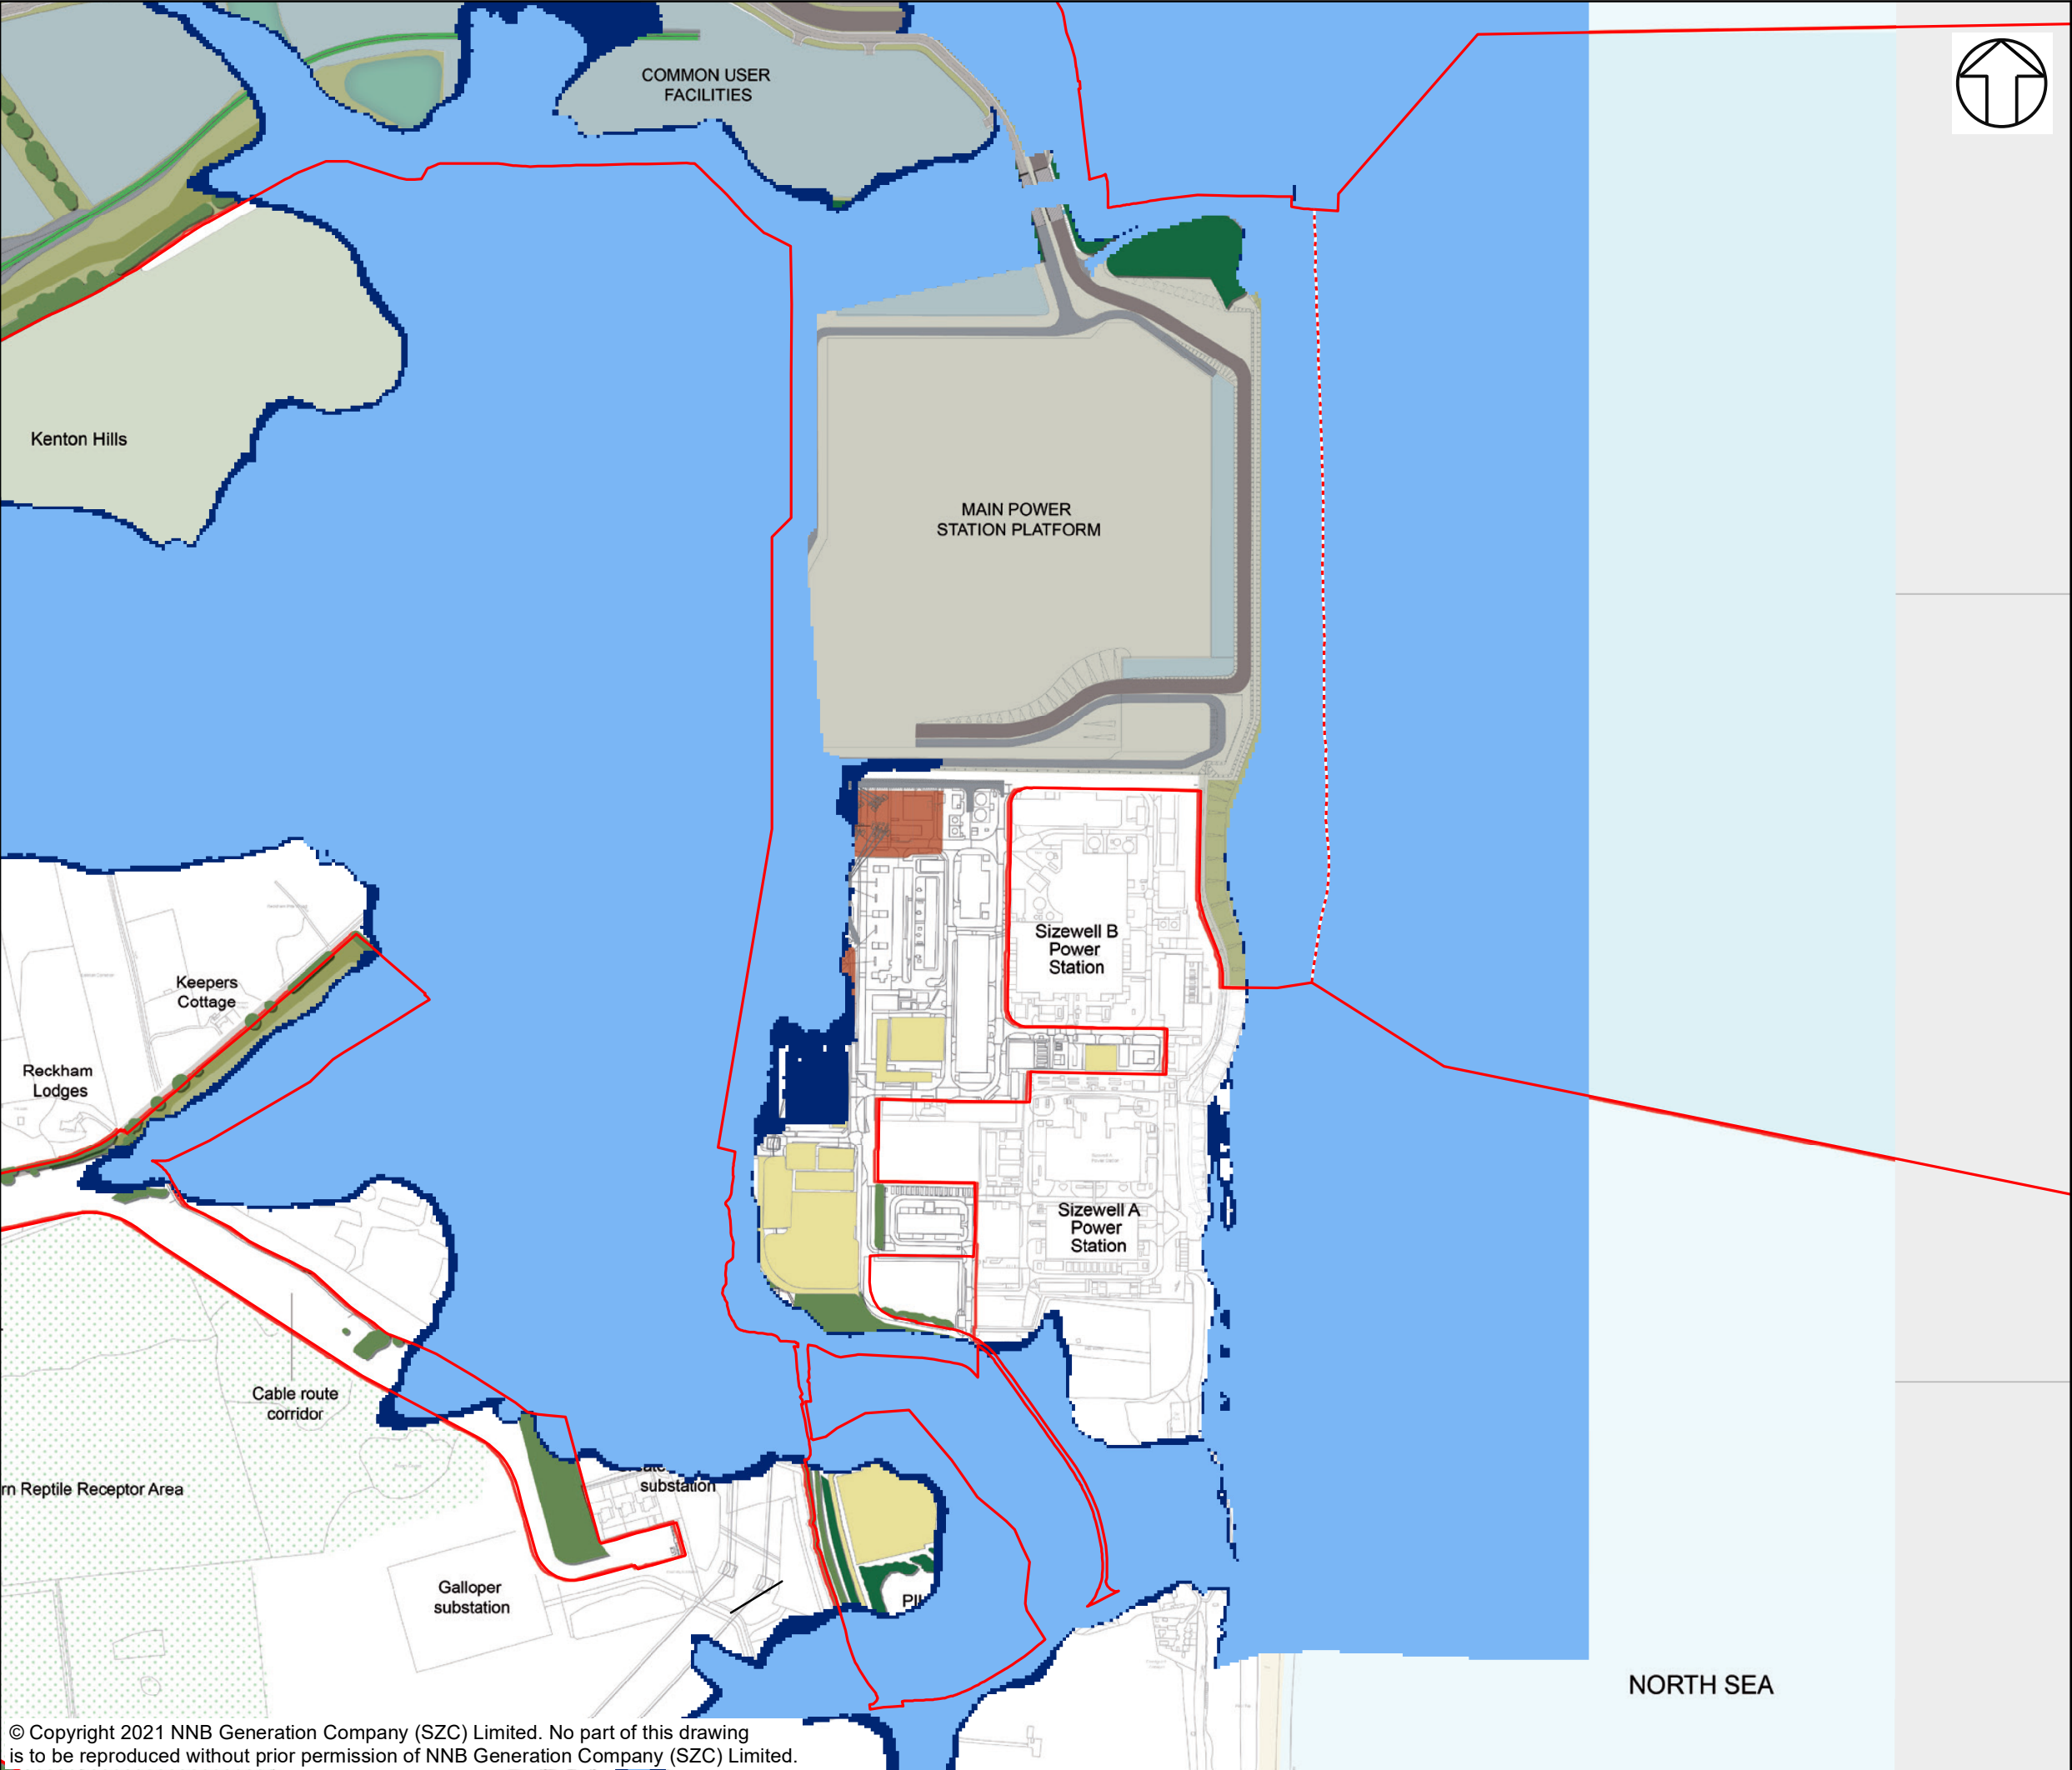 COMMON USER
FACILITIES
Kenton Hills
MAIN POWER
STATION PLATFORM
Sizewell B
Power
Station
Keepers
Cottage
Reckham
Lodges
Sizewell A
Power
Station
Cable route
corridor
rn Reptile Receptor Area
substation
Galloper
substation
NORTH SEA
© Copyright 2021 NNB Generation Company (SZC) Limited. No part of this drawing
is to be reproduced without prior permission of NNB Generation Company (SZC) Limited.